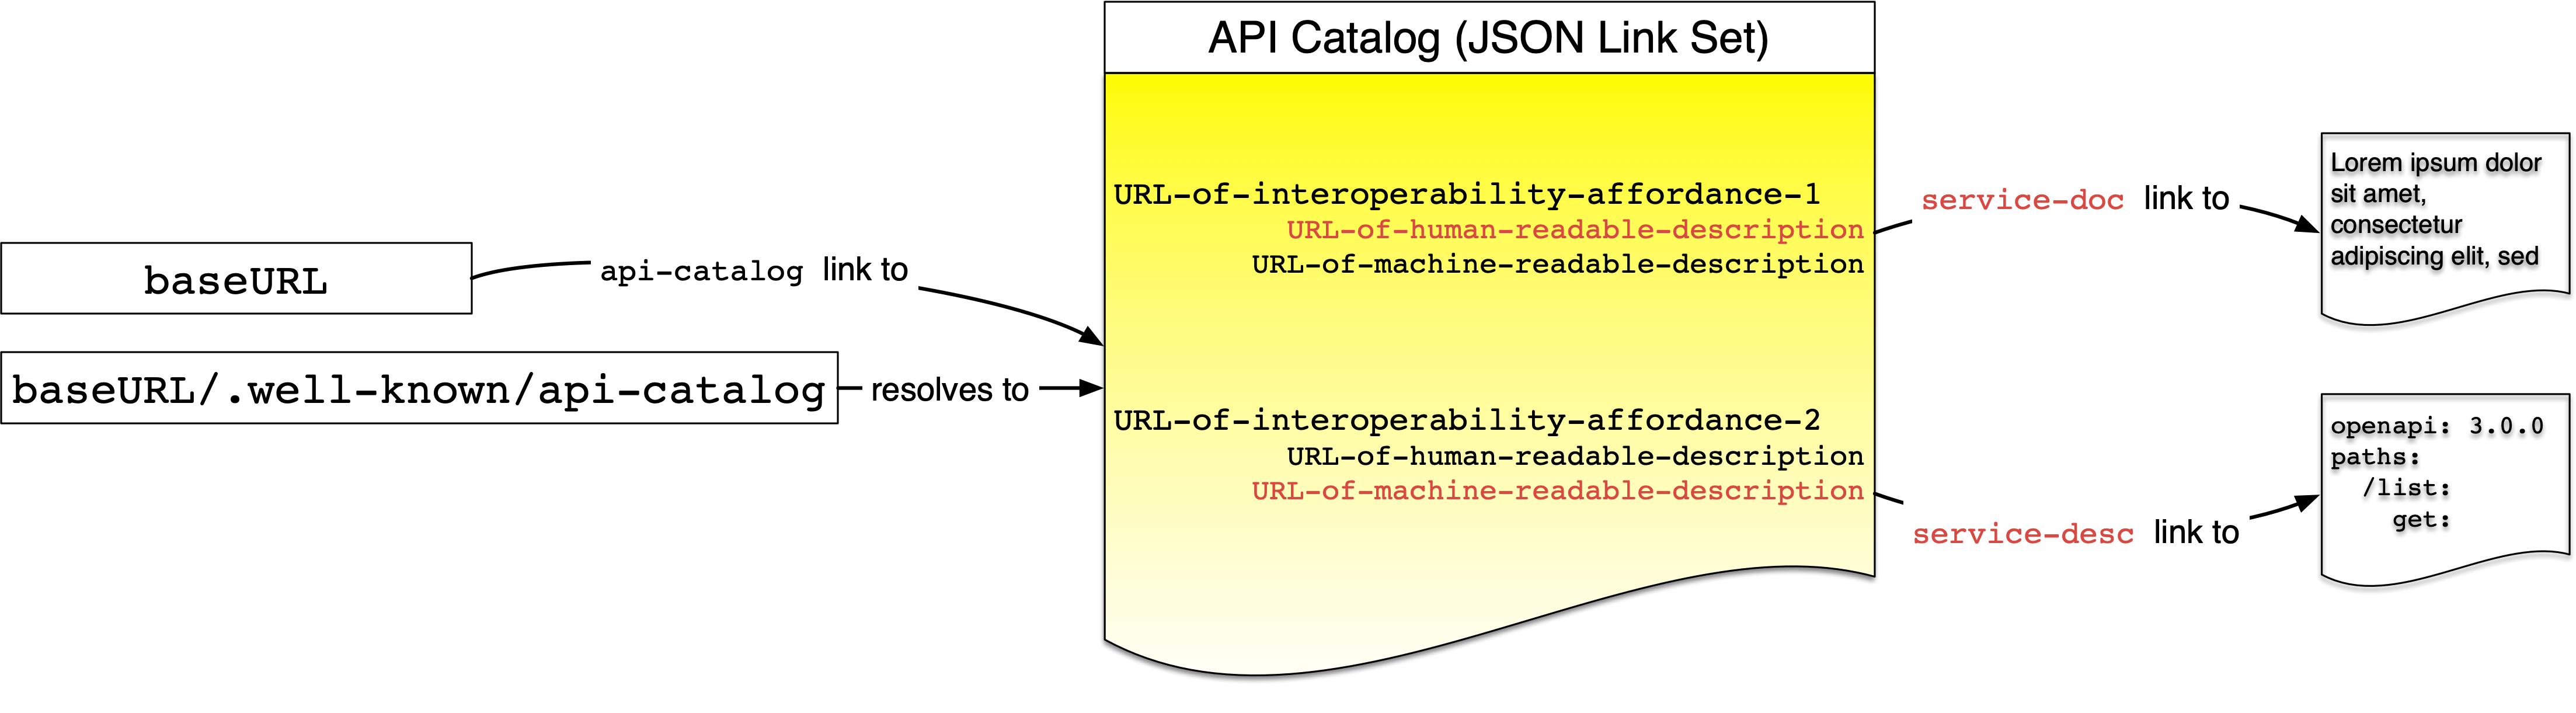 API Catalog (JSON Link Set)
baseURL
api-catalog link to
baseURL/.well-known/api-catalog
resolves to
URL-of-interoperability-affordance-1
URL-of-human-readable-description
URL-of-machine-readable-description
URL-of-interoperability-affordance-2
URL-of-human-readable-description
URL-of-machine-readable-description
service-doc link to
Lorem ipsum dolor
sit amet,
consectetur
adipiscing elit, sed
service-desc link to
openapi: 3.0.0
paths:
/list:
get: